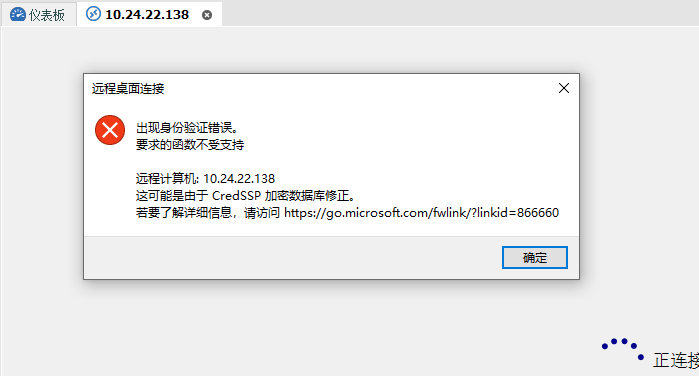 仪表板
10.24.22.138
远程桌面连接
出现身份验证错误。
要求的函数不受支持
远程计算机: 10.24.22.138
这可能是由于 CredSSP 加密数据库修正。
若要了解详细信息，请访问 https://go.microsoft.com/fwlink/?linkid=866660
确定
正连接